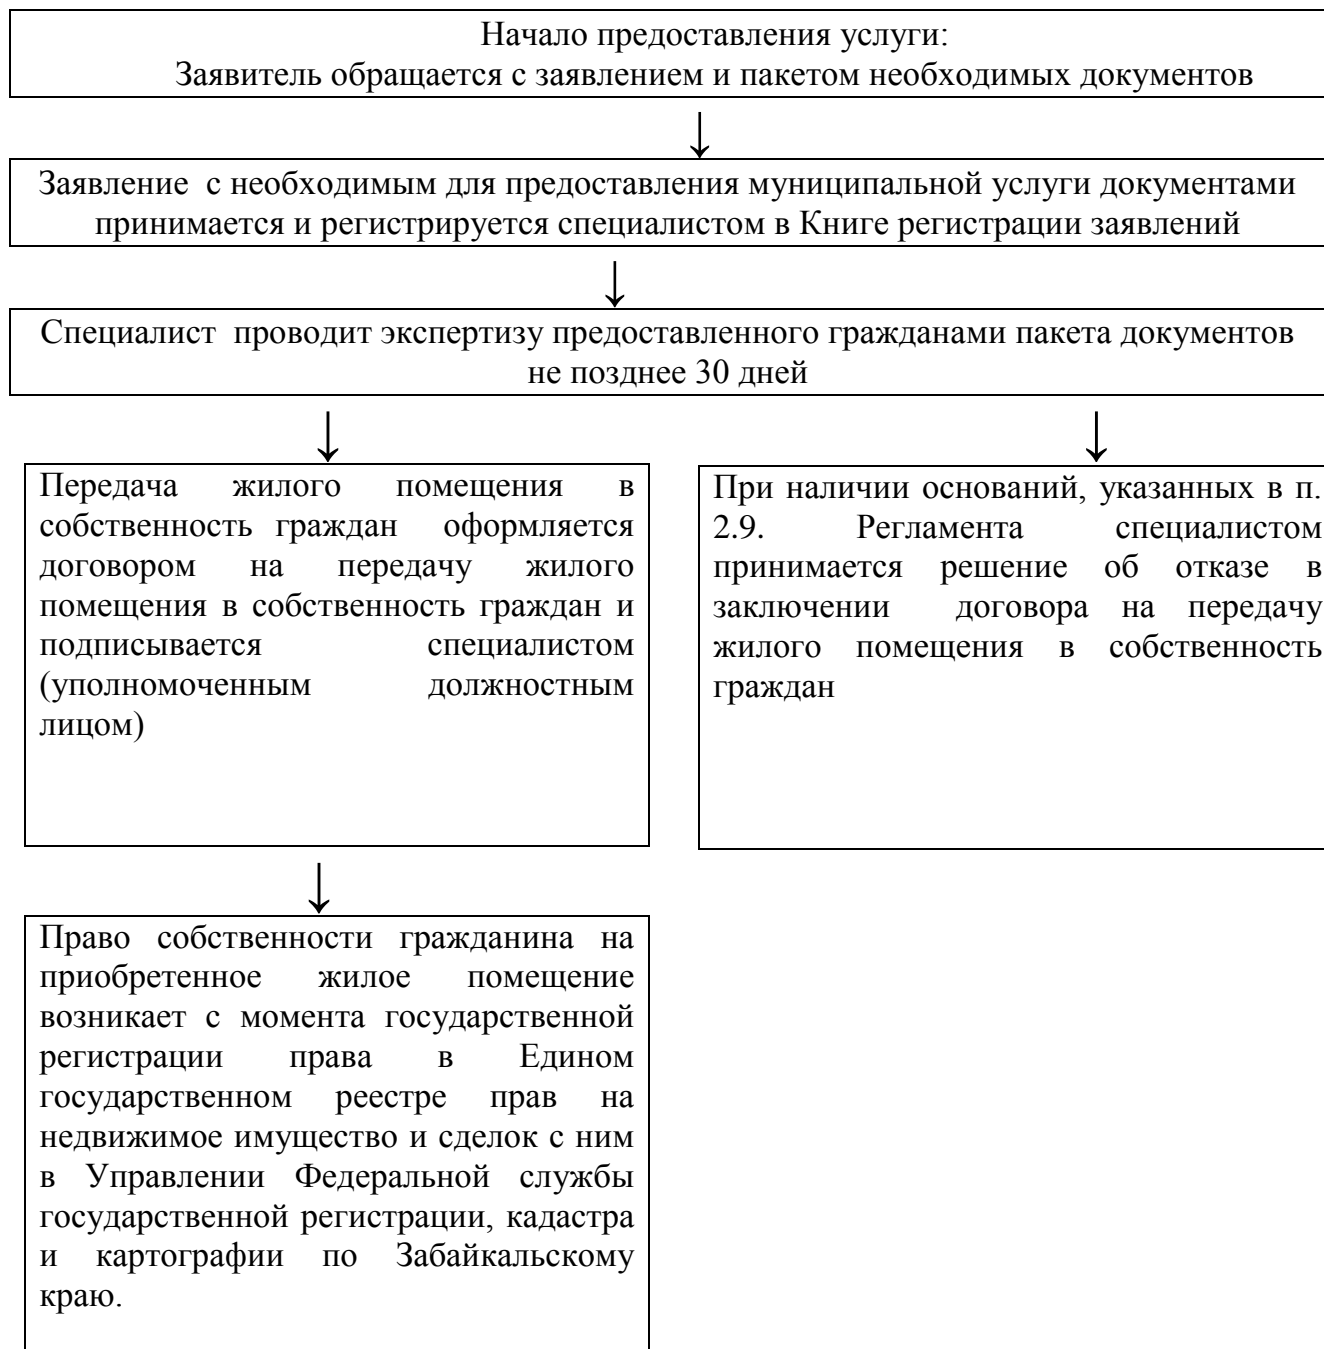 Начало предоставления услуги:
Заявитель обращается с заявлением и пакетом необходимых документов
↓
Заявление с необходимым для предоставления муниципальной услуги документами
принимается и регистрируется специалистом в Книге регистрации заявлений
↓
Специалист проводит экспертизу предоставленного гражданами пакета документов
не позднее 30 дней
↓ ↓
Передача жилого помещения в
собственность граждан оформляется
договором на передачу жилого
помещения в собственность граждан и
подписывается специалистом
(уполномоченным должностным
лицом)
При наличии оснований, указанных в п.
2.9. Регламента специалистом
принимается решение об отказе в
заключении договора на передачу
жилого помещения в собственность
граждан
↓
Право собственности гражданина на
приобретенное жилое помещение
возникает с момента государственной
регистрации права в Едином
государственном реестре прав на
недвижимое имущество и сделок с ним
в Управлении Федеральной службы
государственной регистрации, кадастра
и картографии по Забайкальскому
краю.